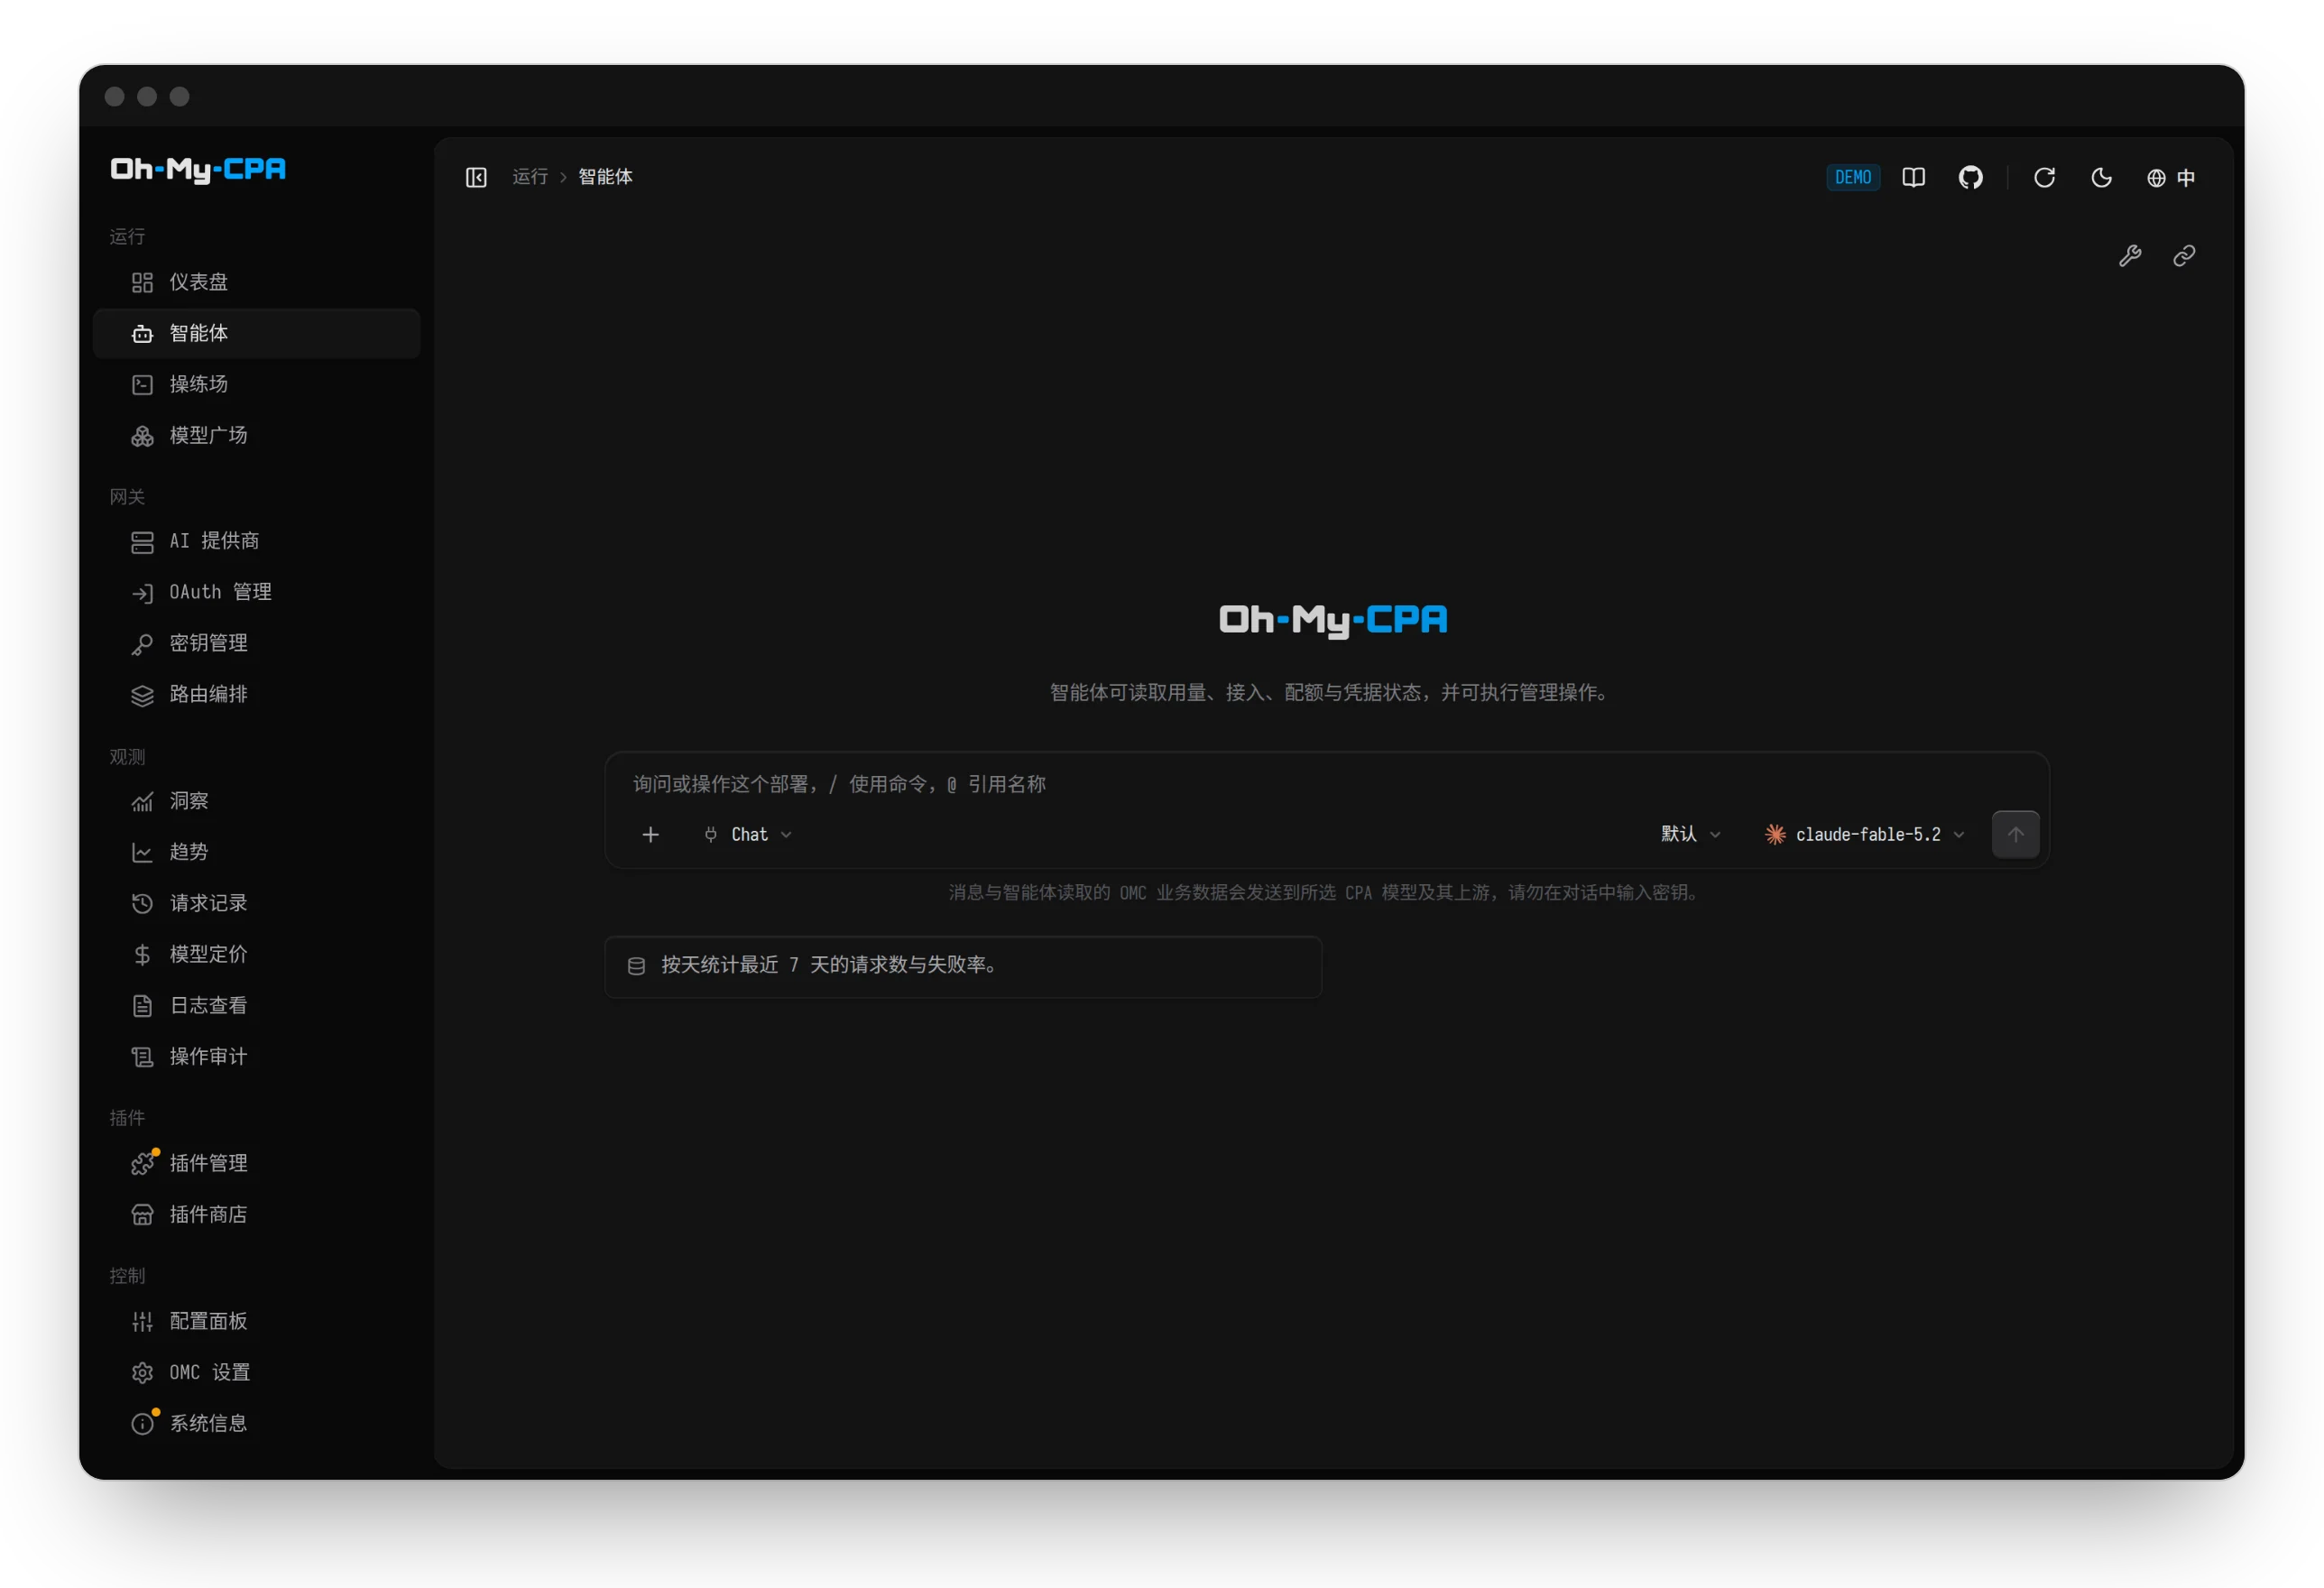 Oh-My-CPA
运行
仪表盘
智能体
操练场
模型广场
网关
AI 提供商
OAuth 管理
密钥管理
路由编排
观测
洞察
趋势
请求记录
模型定价
日志查看
操作审计
插件
插件管理
插件商店
控制
配置面板
OMC 设置
系统信息
运行 > 智能体
DEMO
中
Oh-My-CPA
智能体可读取用量、接入、配额与凭据状态，并可执行管理操作。
询问或操作这个部署，/ 使用命令，@ 引用名称
Chat
默认
claude-fable-5.2
消息与智能体读取的 OMC 业务数据会发送到所选 CPA 模型及其上游，请勿在对话中输入密钥。
按天统计最近 7 天的请求数与失败率。